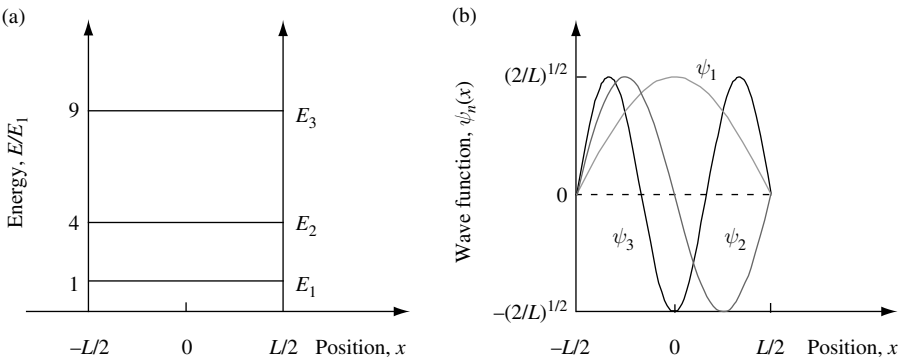 (a)
Energy, E/E₁
9
4
1
E₃
E₂
E₁
−L/2
0
L/2
Position, x
(b)
Wave function, ψₙ(x)
(2/L)¹/²
0
−(2/L)¹/²
ψ₁
ψ₃
ψ₂
−L/2
0
L/2
Position, x